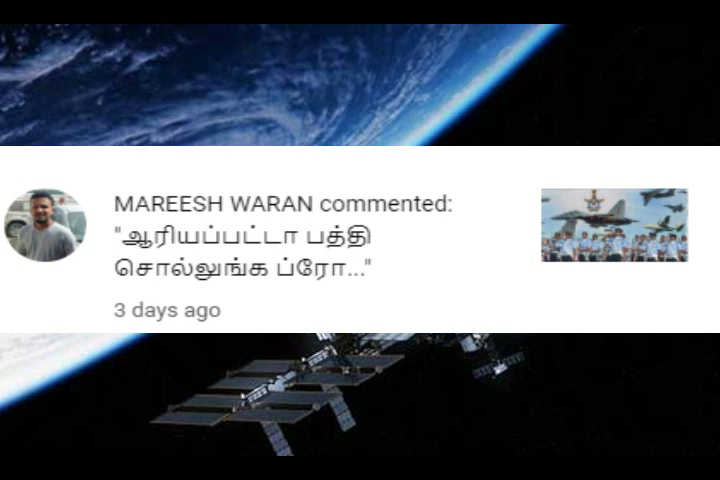 MAREESH WARAN commented:
"ஆரியப்பட்டா பத்தி
சொல்லுங்க ப்ரோ..."
3 days ago